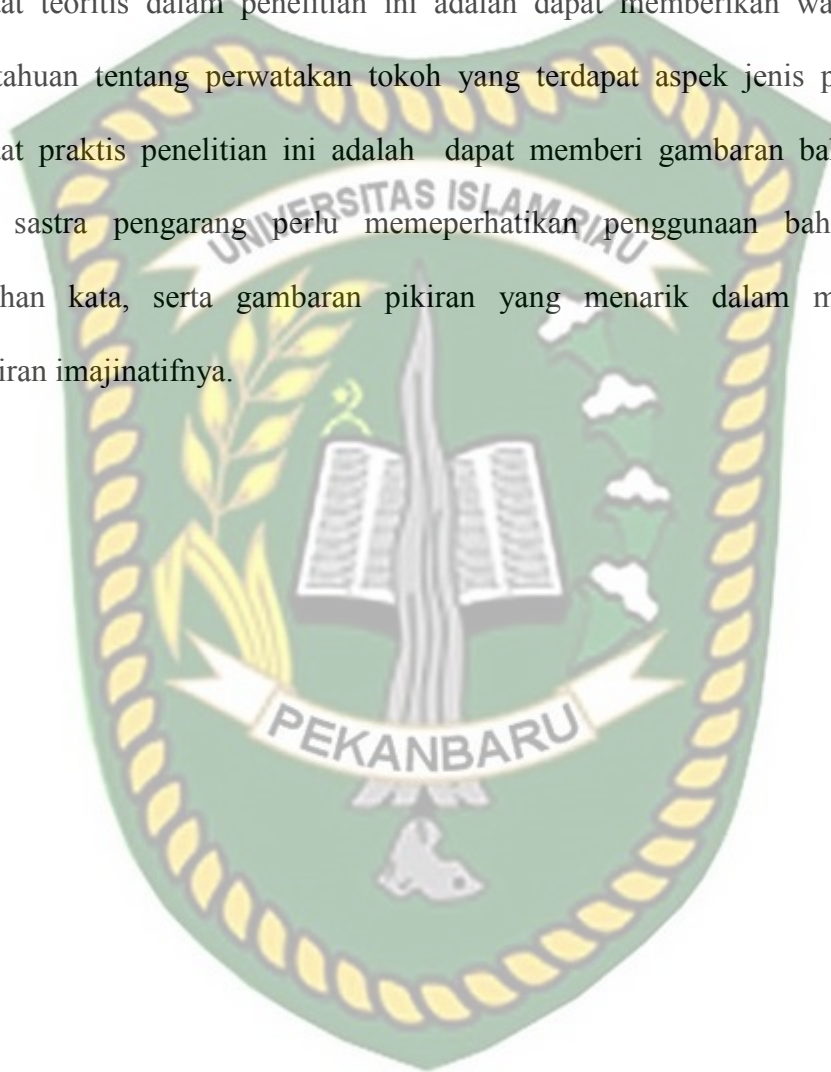 at teoritis dalam penelitian ini adalah dapat memberikan wa
tahuan tentang perwatakan tokoh yang terdapat aspek jenis p
at praktis penelitian ini adalah dapat memberi gambaran bal
sastra pengarang perlu memeperhatikan penggunaan bah
han kata, serta gambaran pikiran yang menarik dalam m
iran imajinatifnya.
UNIVERSITAS ISLAM RIAU
PEKANBARU